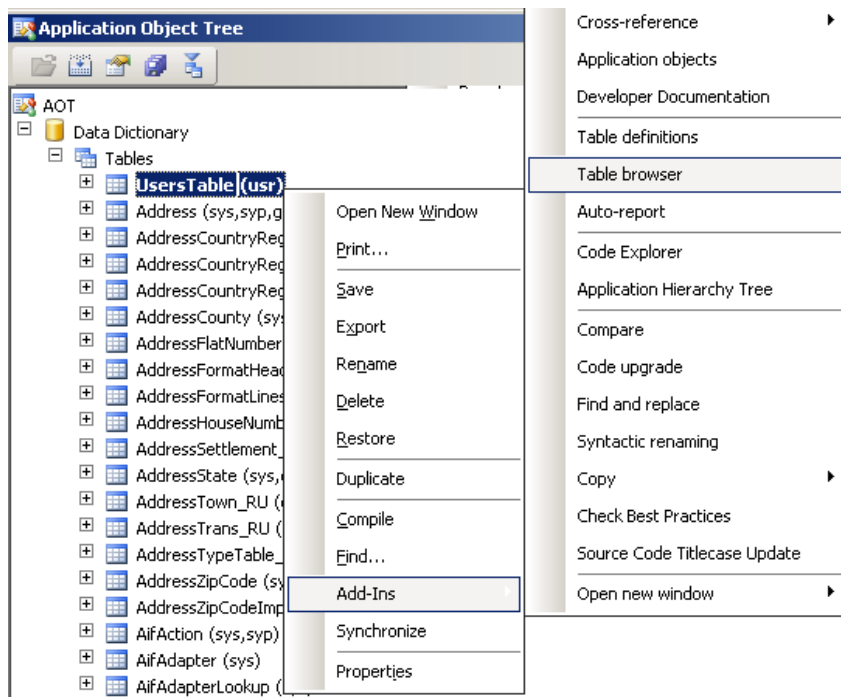 Application Object Tree
AOT
Data Dictionary
Tables
UsersTable (usr)
Address (sys,syp,g
AddressCountryReg
AddressCountryReg
AddressCountryReg
AddressCounty (sys
AddressFlatNumber
AddressFormatHead
AddressFormatLines
AddressHouseNumb
AddressSettlement_
AddressState (sys,
AddressTown_RU (
AddressTrans_RU (
AddressTypeTable_
AddressZipCode (sy
AddressZipCodeImp
AifAction (sys,syp)
AifAdapter (sys)
AifAdapterLookup (
Open New Window
Print...
Save
Export
Rename
Delete
Restore
Duplicate
Compile
Find...
Add-Ins
Synchronize
Properties
Cross-reference
Application objects
Developer Documentation
Table definitions
Table browser
Auto-report
Code Explorer
Application Hierarchy Tree
Compare
Code upgrade
Find and replace
Syntactic renaming
Copy
Check Best Practices
Source Code Titlecase Update
Open new window